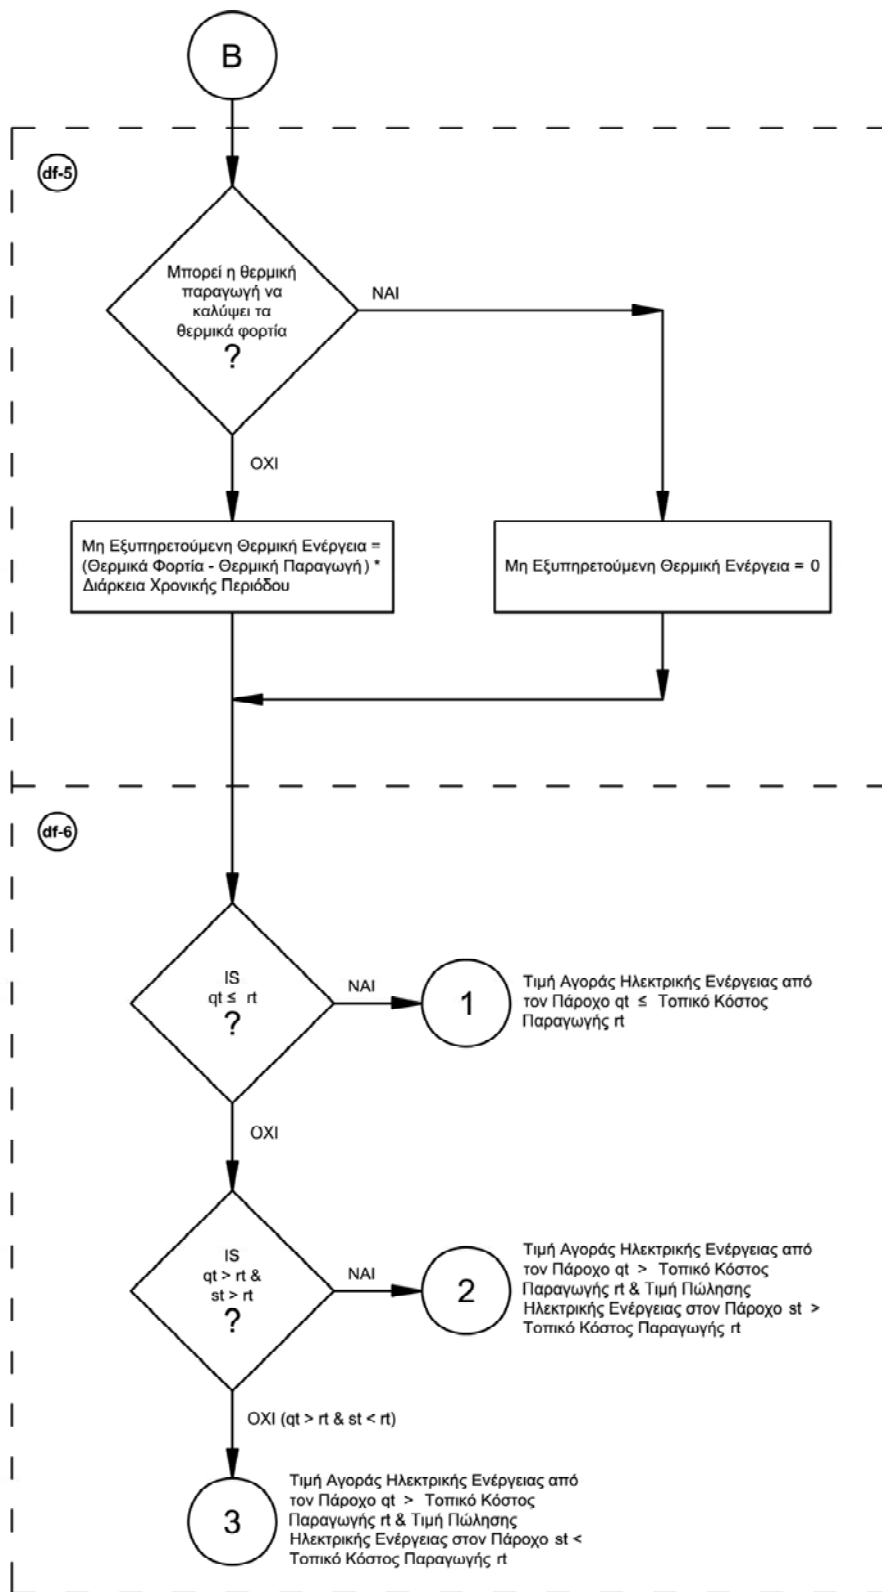 B
df-5
Μπορεί η θερμική
παραγωγή να
καλύψει τα
θερμικά φορτία
?
ΝΑΙ
ΟΧΙ
Μη Εξυπηρετούμενη Θερμική Ενέργεια =
(Θερμικά Φορτία - Θερμική Παραγωγή) *
Διάρκεια Χρονικής Περιόδου
Μη Εξυπηρετούμενη Θερμική Ενέργεια = 0
df-6
IS
qt ≤ rt
?
ΝΑΙ
1
Τιμή Αγοράς Ηλεκτρικής Ενέργειας από
τον Πάροχο qt ≤ Τοπικό Κόστος
Παραγωγής rt
ΟΧΙ
IS
qt > rt &
st > rt
?
ΝΑΙ
2
Τιμή Αγοράς Ηλεκτρικής Ενέργειας από
τον Πάροχο qt > Τοπικό Κόστος
Παραγωγής rt & Τιμή Πώλησης
Ηλεκτρικής Ενέργειας στον Πάροχο st >
Τοπικό Κόστος Παραγωγής rt
ΟΧΙ (qt > rt & st < rt)
3
Τιμή Αγοράς Ηλεκτρικής Ενέργειας από
τον Πάροχο qt > Τοπικό Κόστος
Παραγωγής rt & Τιμή Πώλησης
Ηλεκτρικής Ενέργειας στον Πάροχο st <
Τοπικό Κόστος Παραγωγής rt